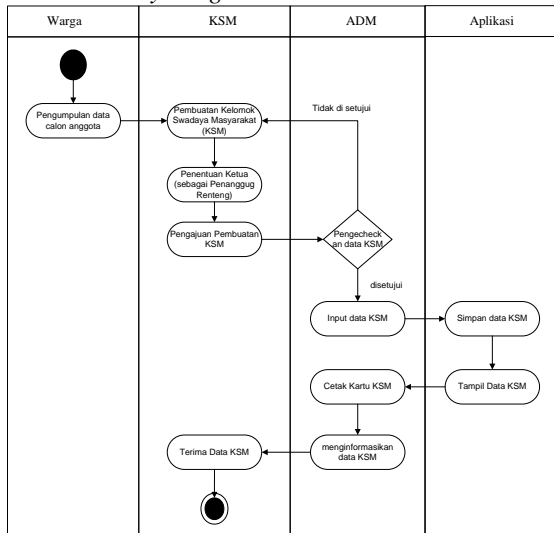 Warga
KSM
ADM
Aplikasi
Pengumpulan data
calon anggota
Pembuatan Kelomok
Swadaya Masyarakat
(KSM)
Tidak di setujui
Penentuan Ketua
(sebagai Penanggug
Renteng)
Pengajuan Pembuatan
KSM
Pengecheck
an data KSM
disetujui
Input data KSM
Simpan data KSM
Cetak Kartu KSM
Tampil Data KSM
Terima Data KSM
menginformasikan
data KSM